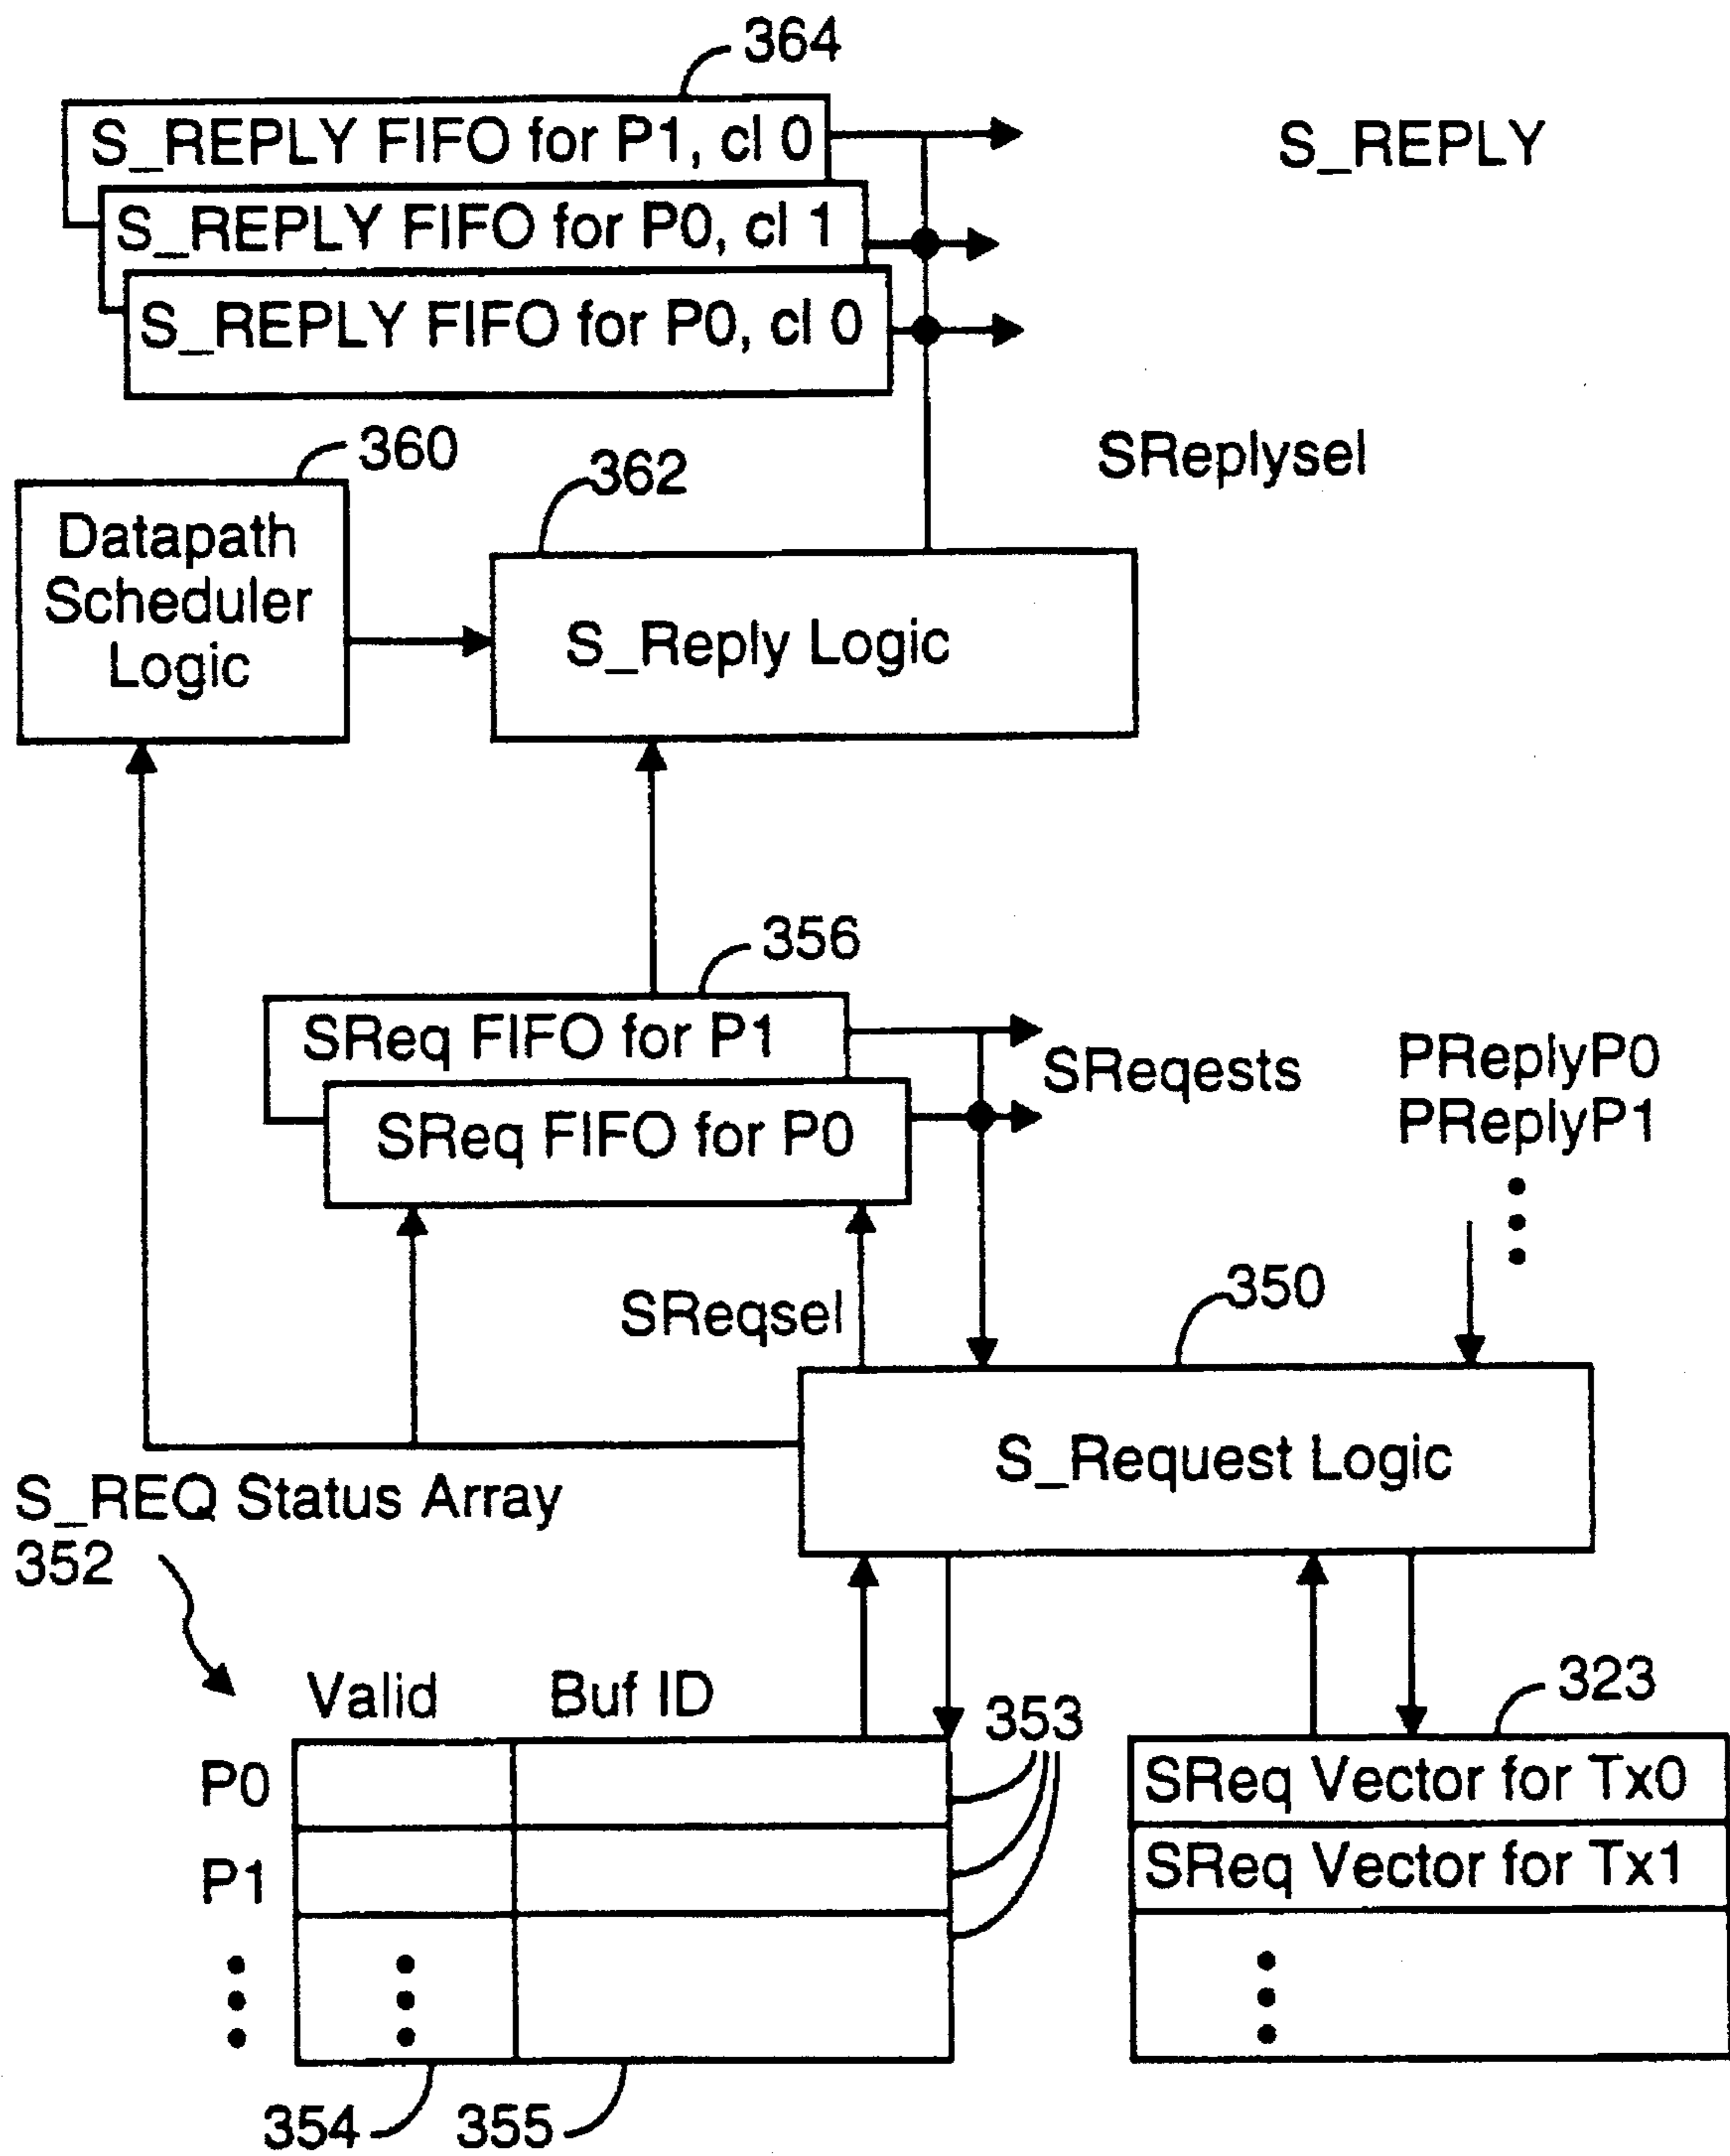 364
S_REPLY FIFO for P1, cl 0
S_REPLY
S_REPLY FIFO for P0, cl 1
S_REPLY FIFO for P0, cl 0
360
362
SReplysel
Datapath
Scheduler
Logic
S_Reply Logic
356
SReq FIFO for P1
SReqests
PReplyP0
PReplyP1
SReq FIFO for P0
SReqsel
350
S_Request Logic
S_REQ Status Array
352
Valid
Buf ID
353
323
P0
SReq Vector for Tx0
P1
SReq Vector for Tx1
354
355